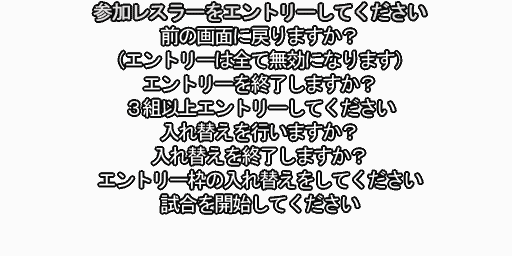 参加レスラーをエントリーしてください
前の画面に戻りますか？
（エントリーは全て無効になります）
エントリーを終了しますか？
３組以上エントリーしてください
入れ替えを行いますか？
入れ替えを終了しますか？
エントリー枠の入れ替えをしてください
試合を開始してください